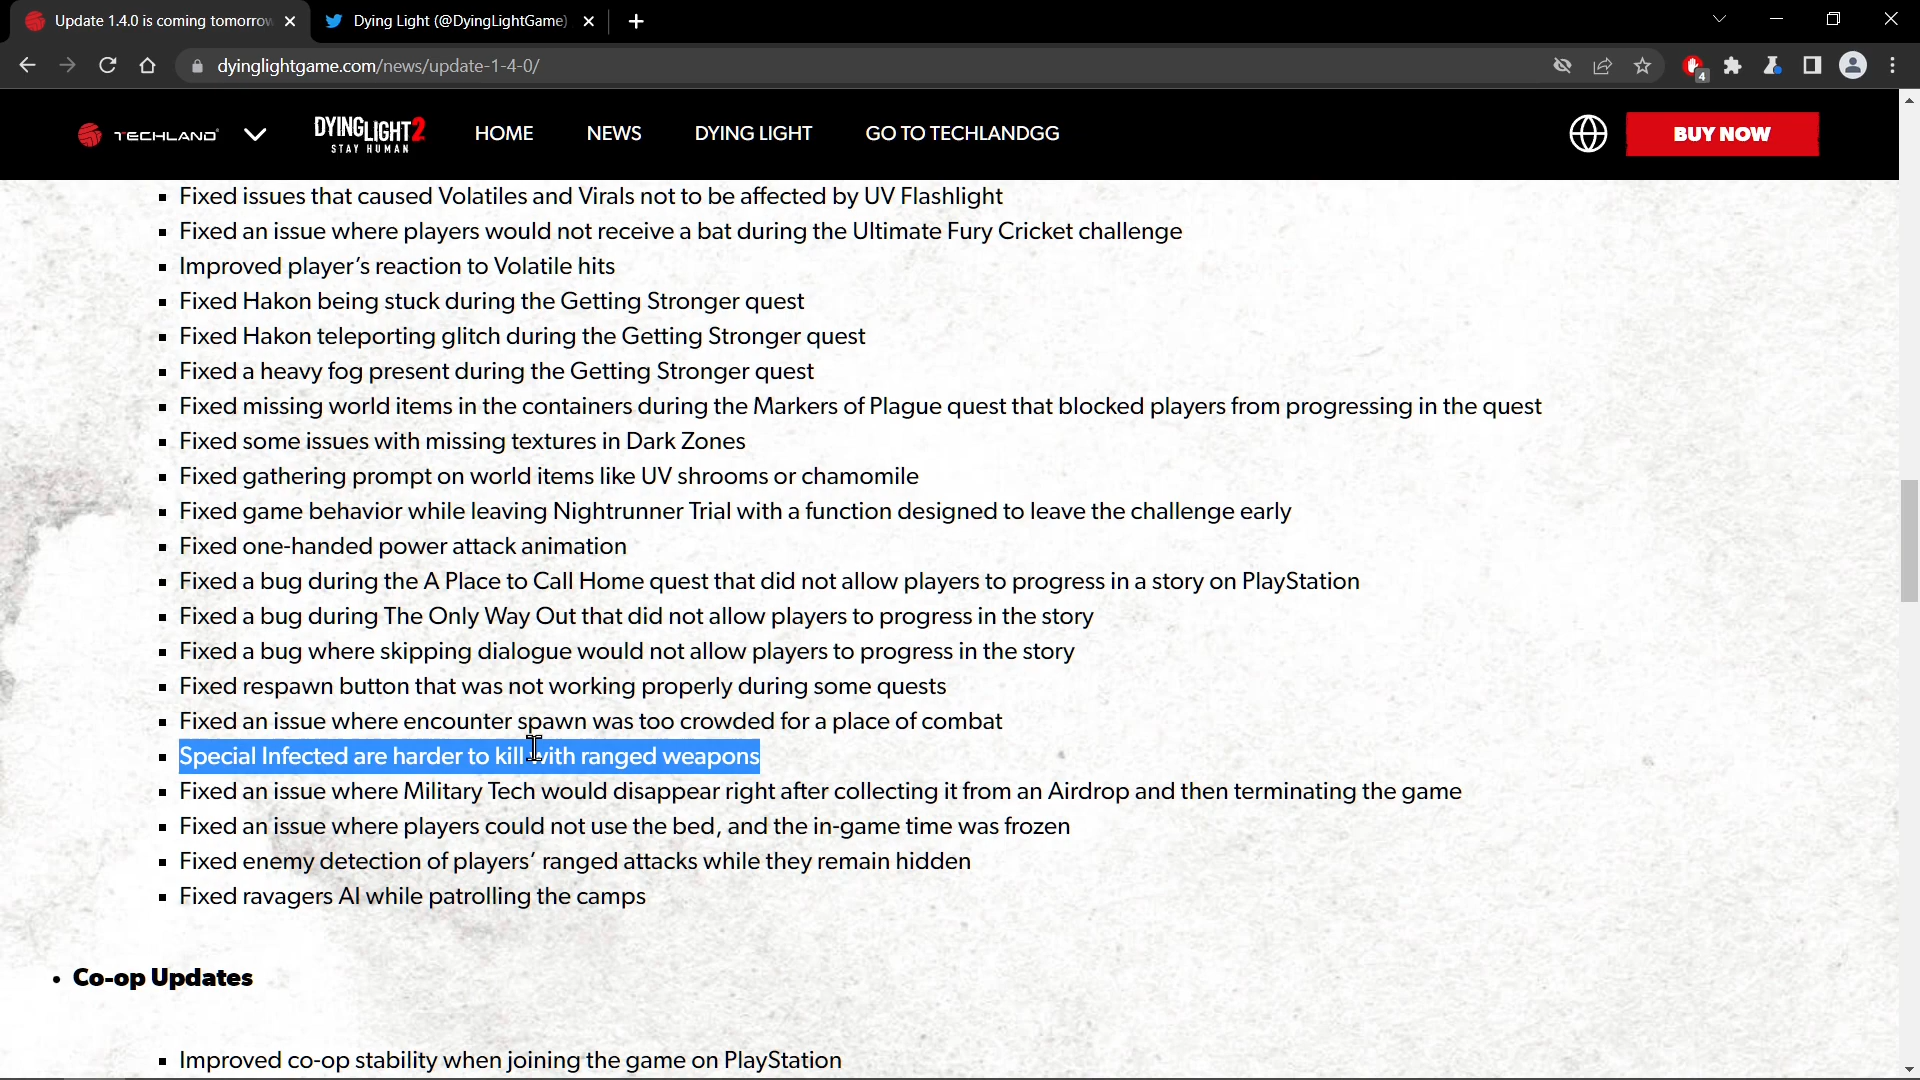 Update 1.4.0 is coming tomorrow
Dying Light (@DyingLightGame)
dyinglightgame.com/news/update-1-4-0/
4
TECHLAND
DYING LIGHT 2
STAY HUMAN
HOME
NEWS
DYING LIGHT
GO TO TECHLANDGG
BUY NOW
Fixed issues that caused Volatiles and Virals not to be affected by UV Flashlight
Fixed an issue where players would not receive a bat during the Ultimate Fury Cricket challenge
Improved player's reaction to Volatile hits
Fixed Hakon being stuck during the Getting Stronger quest
Fixed Hakon teleporting glitch during the Getting Stronger quest
Fixed a heavy fog present during the Getting Stronger quest
Fixed missing world items in the containers during the Markers of Plague quest that blocked players from progressing in the quest
Fixed some issues with missing textures in Dark Zones
Fixed gathering prompt on world items like UV shrooms or chamomile
Fixed game behavior while leaving Nightrunner Trial with a function designed to leave the challenge early
Fixed one-handed power attack animation
Fixed a bug during the A Place to Call Home quest that did not allow players to progress in a story on PlayStation
Fixed a bug during The Only Way Out that did not allow players to progress in the story
Fixed a bug where skipping dialogue would not allow players to progress in the story
Fixed respawn button that was not working properly during some quests
Fixed an issue where encounter spawn was too crowded for a place of combat
Special Infected are harder to kill with ranged weapons
Fixed an issue where Military Tech would disappear right after collecting it from an Airdrop and then terminating the game
Fixed an issue where players could not use the bed, and the in-game time was frozen
Fixed enemy detection of players' ranged attacks while they remain hidden
Fixed ravagers AI while patrolling the camps
Co-op Updates
Improved co-op stability when joining the game on PlayStation